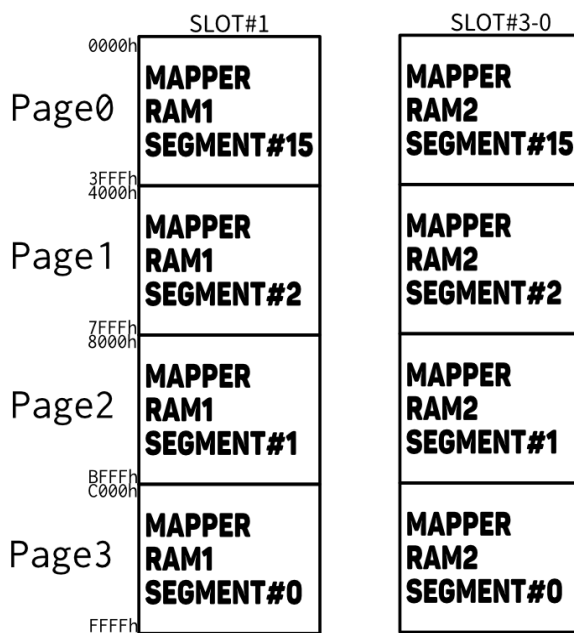 SLOT#1
SLOT#3-0
0000h
Page0
MAPPER
RAM1
SEGMENT#15
MAPPER
RAM2
SEGMENT#15
3FFFh
4000h
Page1
MAPPER
RAM1
SEGMENT#2
MAPPER
RAM2
SEGMENT#2
7FFFh
8000h
Page2
MAPPER
RAM1
SEGMENT#1
MAPPER
RAM2
SEGMENT#1
BFFFh
C000h
Page3
MAPPER
RAM1
SEGMENT#0
MAPPER
RAM2
SEGMENT#0
FFFFh